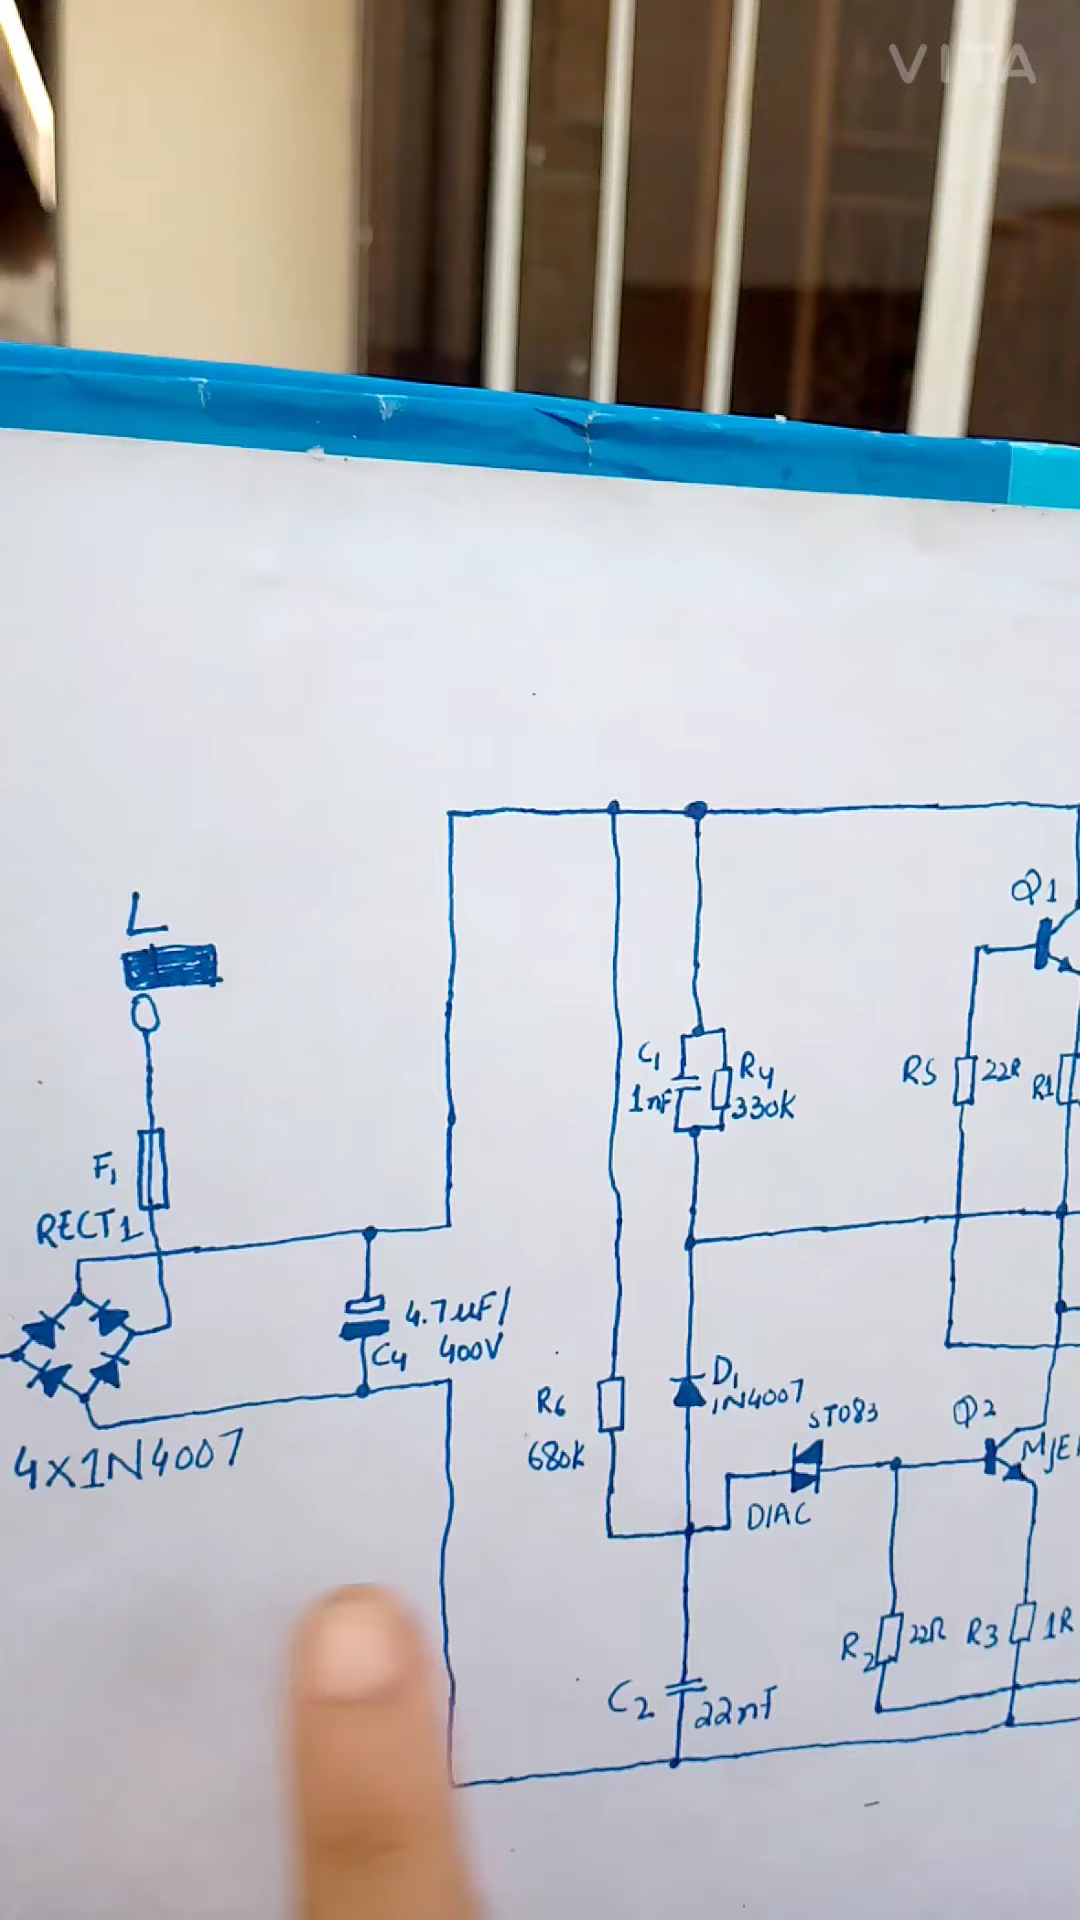 VITA
Q1
L
C1
1nF
R4
330K
R5
22R
R1
F1
RECT1
4.7uF/
400V
C4
D1
1N4007
R6
680K
ST083
Q2
4X1N4007
DIAC
R2
22R
R3
1R
C2
22nF